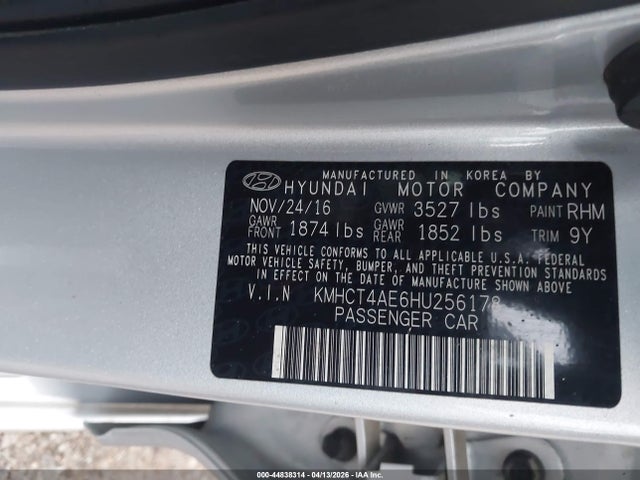 MANUFACTURED IN KOREA BY
HYUNDAI MOTOR COMPANY
NOV/24/16 GVWR 3527 lbs PAINT RHM
GAWR FRONT 1874 lbs GAWR REAR 1852 lbs TRIM 9Y
THIS VEHICLE CONFORMS TO ALL APPLICABLE U.S.A. FEDERAL
MOTOR VEHICLE SAFETY, BUMPER, AND THEFT PREVENTION
STANDARDS IN EFFECT ON THE DATE OF MANUFACTURE SHOWN ABOVE
V.I.N KMHCT4AE6HU256178
PASSENGER CAR
000-44838314 - 04/13/2026 - IAAI.COM